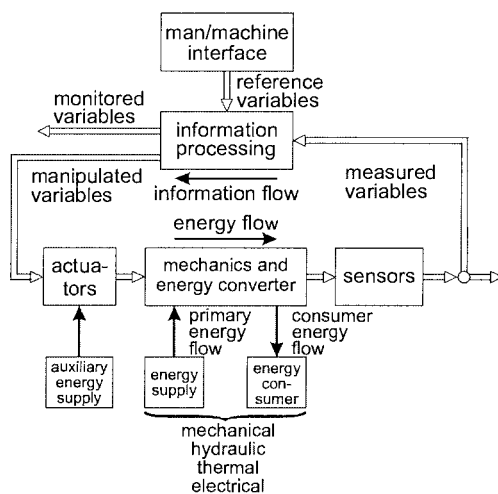 man/machine
interface
reference
variables
monitored
variables
information
processing
manipulated
variables
measured
variables
information flow
energy flow
actua-
tors
mechanics and
energy converter
sensors
primary
energy
flow
consumer
energy
flow
auxiliary
energy
supply
energy
supply
energy
con-
sumer
mechanical
hydraulic
thermal
electrical